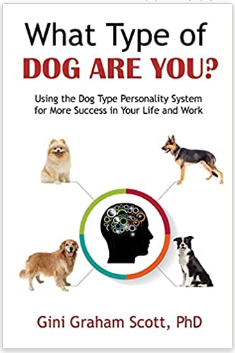 What Type of
DOG ARE YOU?
Using the Dog Type Personality System
for More Success in Your Life and Work
Gini Graham Scott, PhD